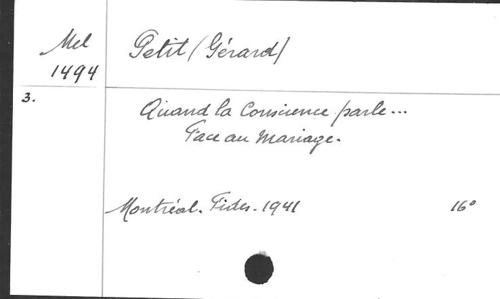 Mel
1494
Petit (Gérard)
3.
Quand la Conscience parle...
Face au Mariage.
Montréal. Fides. 1941 16°